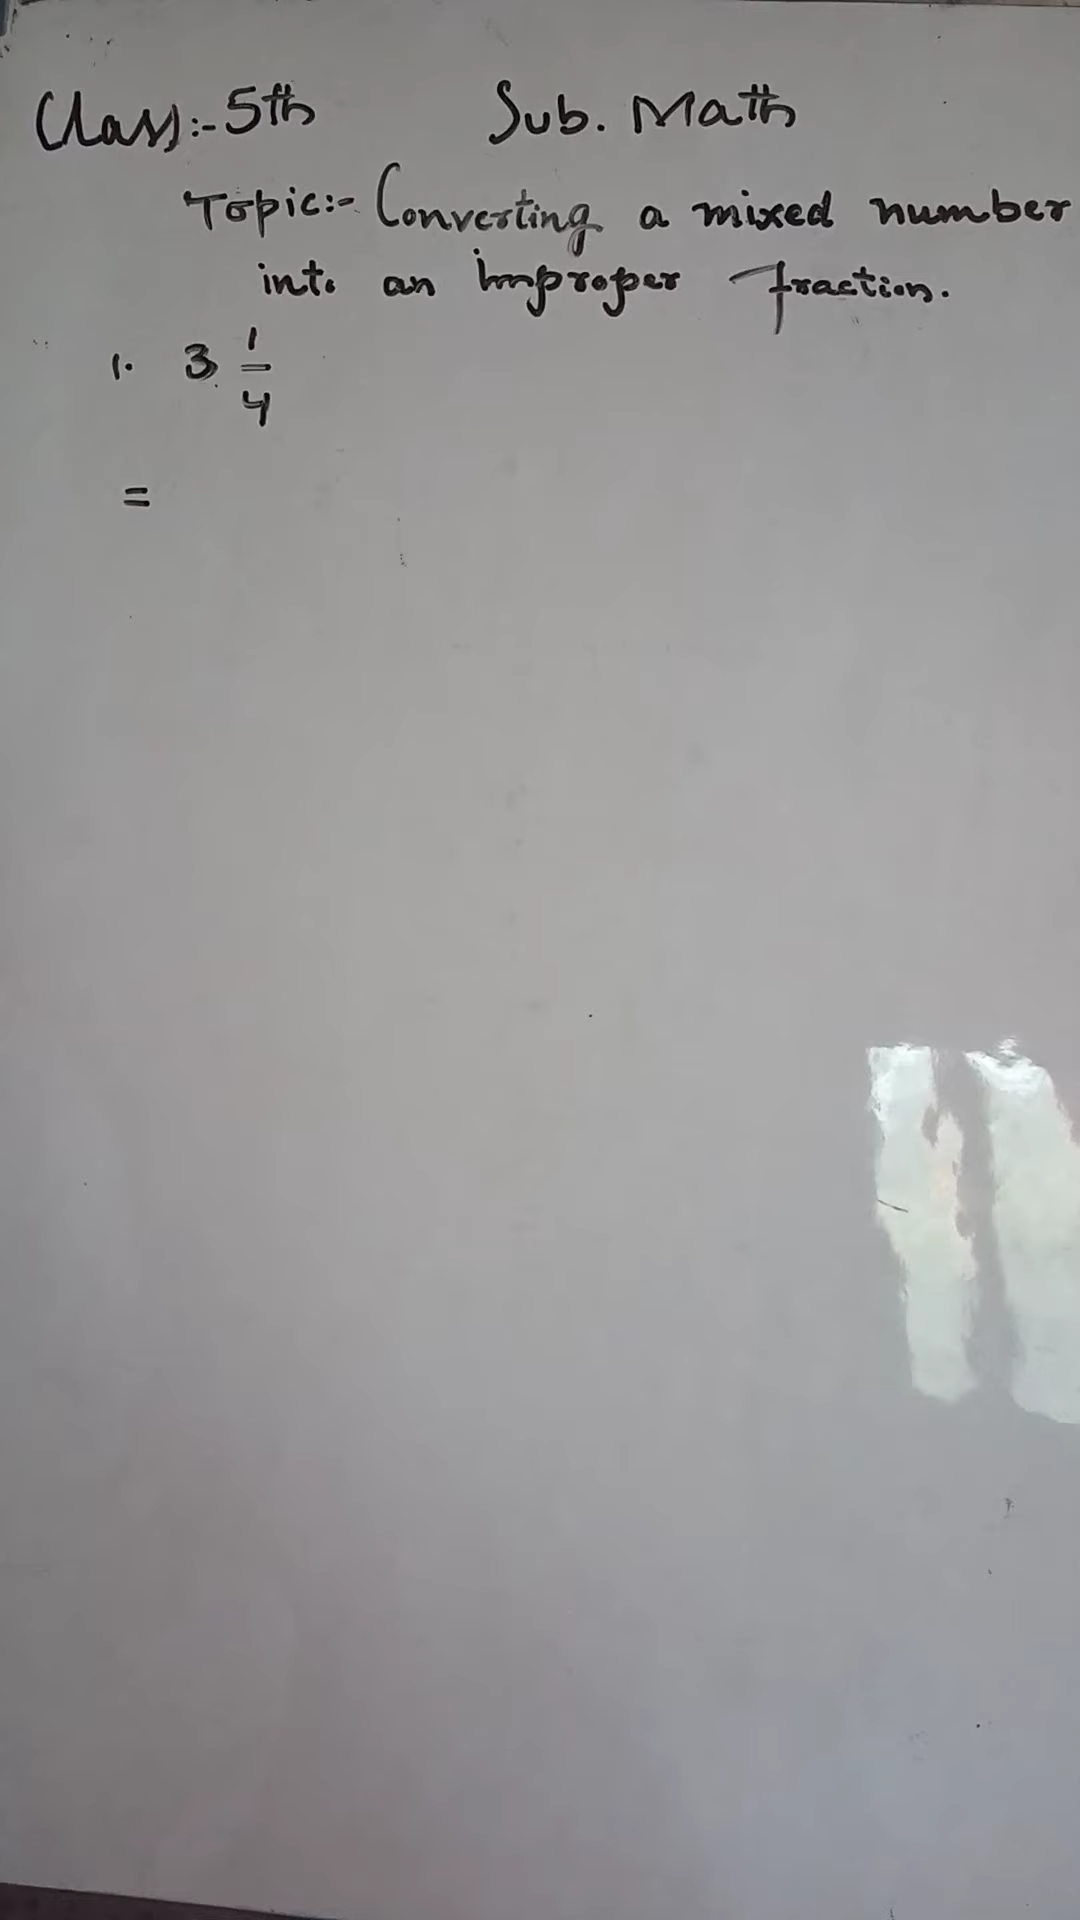 Class:- 5th Sub. Math
Topic:- Converting a mixed number
into an improper fraction.
1. 3 1/4
=